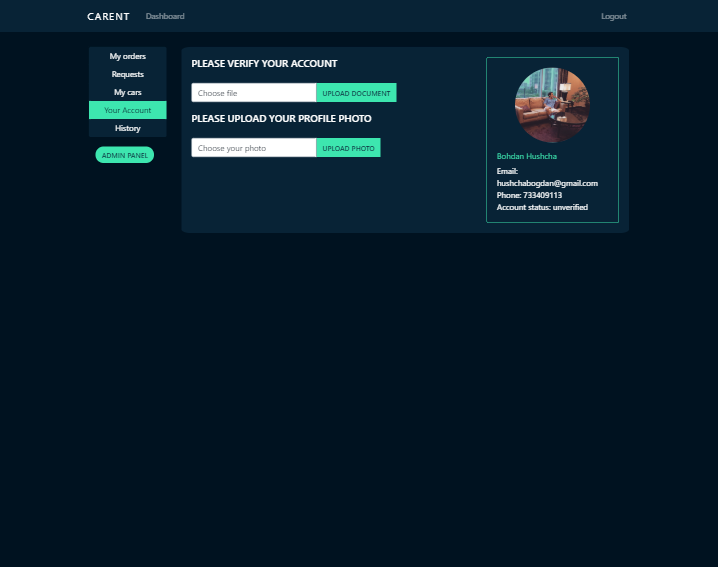 CARENT
Dashboard
Logout
My orders
Requests
My cars
Your Account
History
ADMIN PANEL
PLEASE VERIFY YOUR ACCOUNT
Choose file
UPLOAD DOCUMENT
PLEASE UPLOAD YOUR PROFILE PHOTO
Choose your photo
UPLOAD PHOTO
Bohdan Hushcha
Email:
hushchabogdan@gmail.com
Phone: 733409113
Account status: unverified